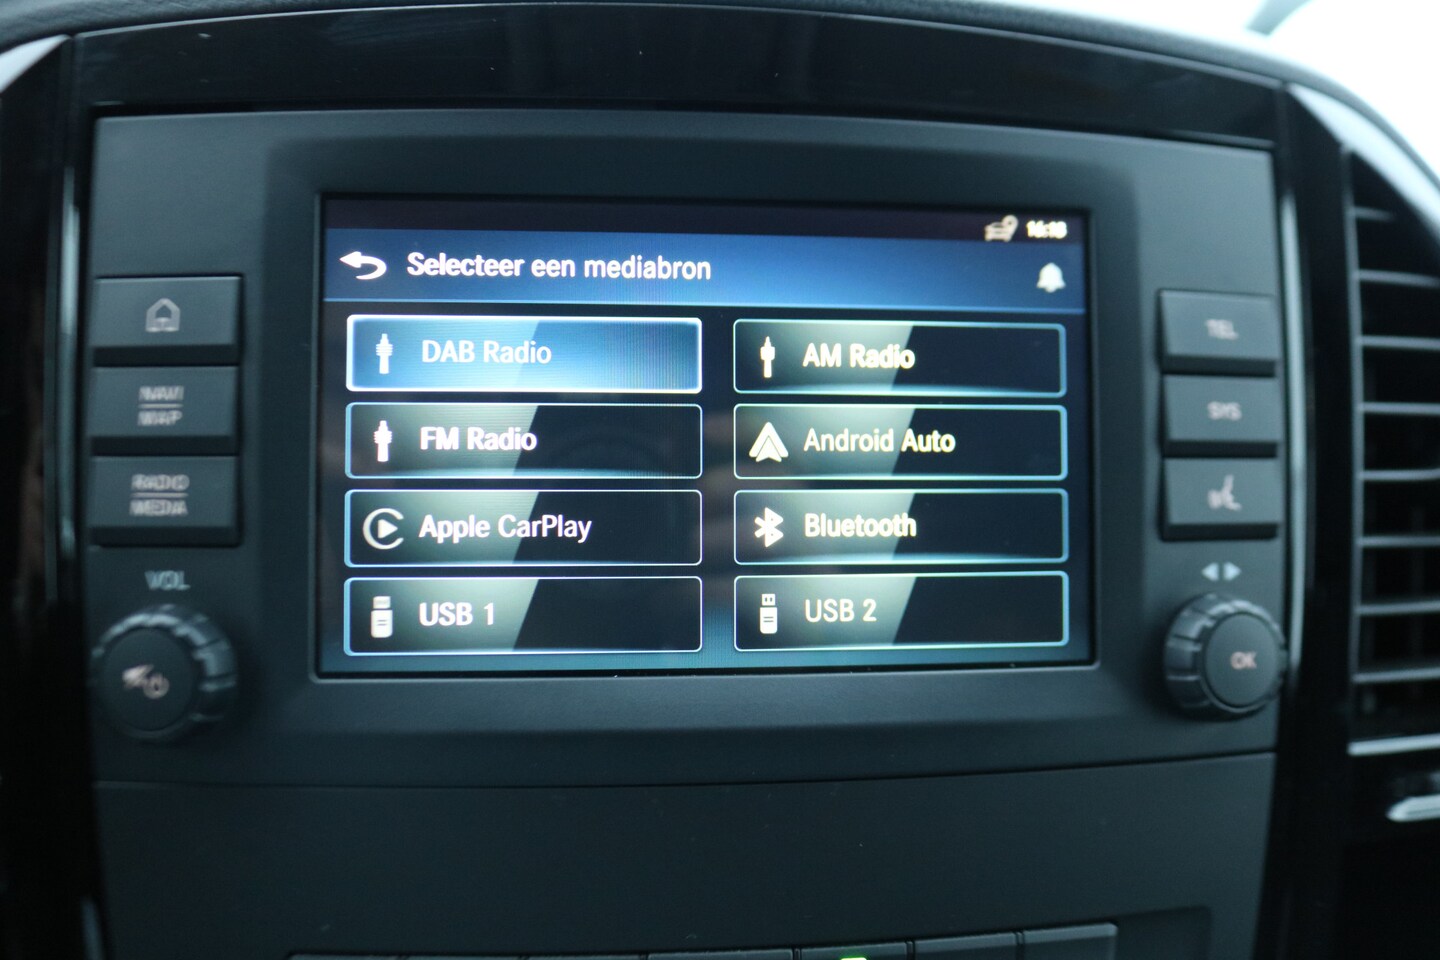 16:18
Selecteer een mediabron
DAB Radio
AM Radio
FM Radio
Android Auto
Apple CarPlay
Bluetooth
USB 1
USB 2
NAVI
MAP
RADIO
MEDIA
VOL
TEL
SYS
OK